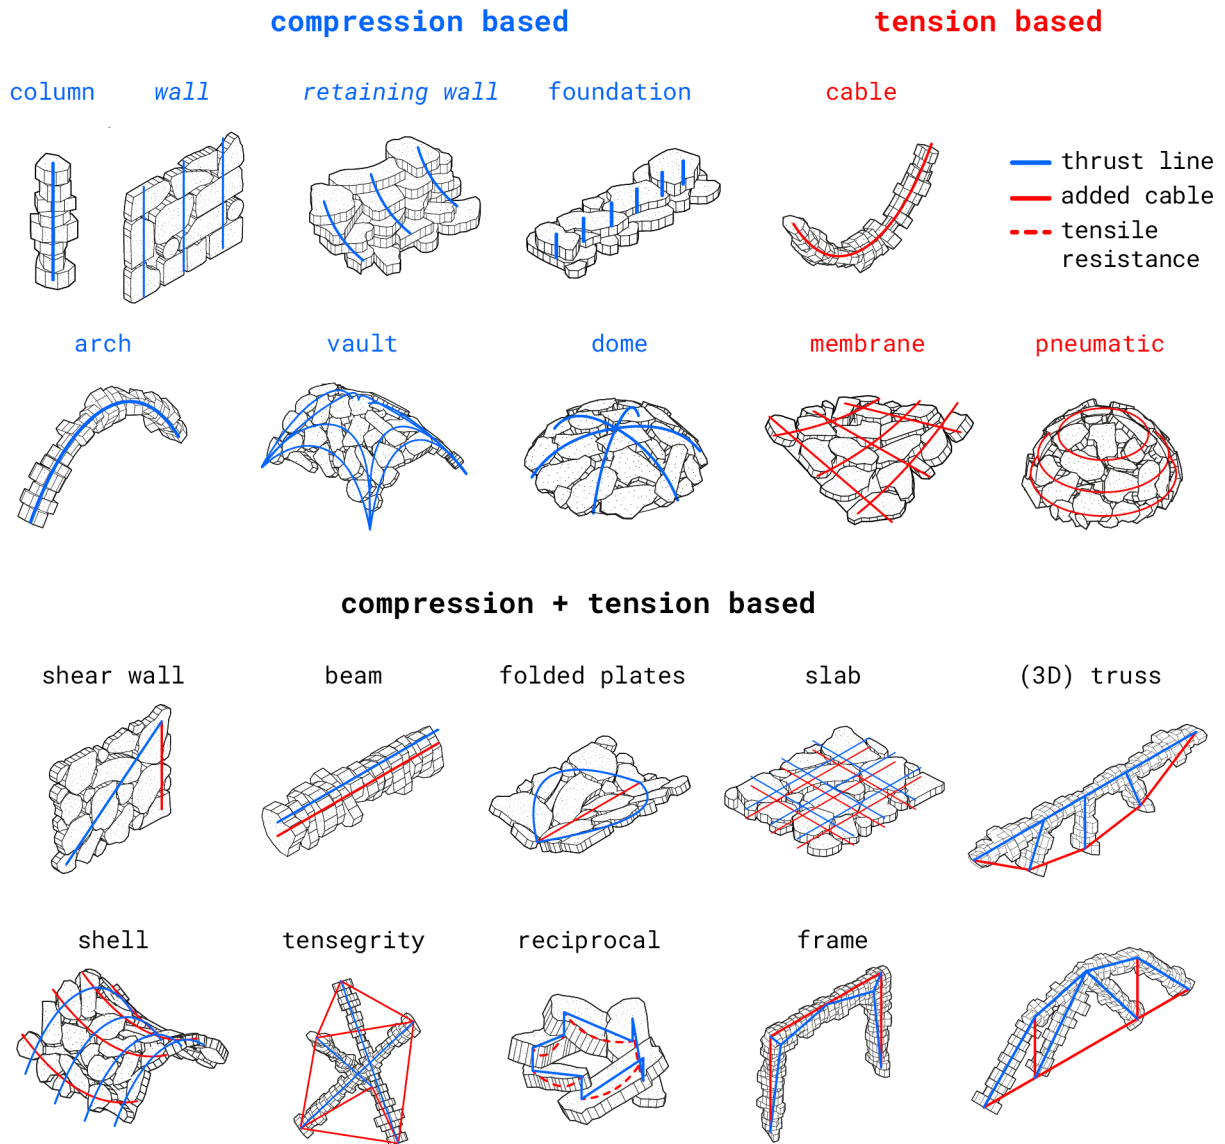 compression based
tension based
column
wall
retaining wall
foundation
cable
thrust line
added cable
tensile
resistance
arch
vault
dome
membrane
pneumatic
compression + tension based
shear wall
beam
folded plates
slab
(3D) truss
shell
tensegrity
reciprocal
frame